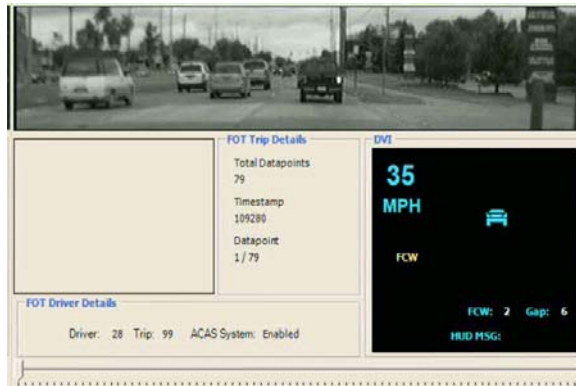 FOT Trip Details
Total Datapoints
79
Timestamp
109280
Datapoint
1 / 79
DVI
35
MPH
FCW
FCW: 2 Gap: 6
HUD MSG:
FOT Driver Details
Driver: 28 Trip: 99 ACAS System: Enabled